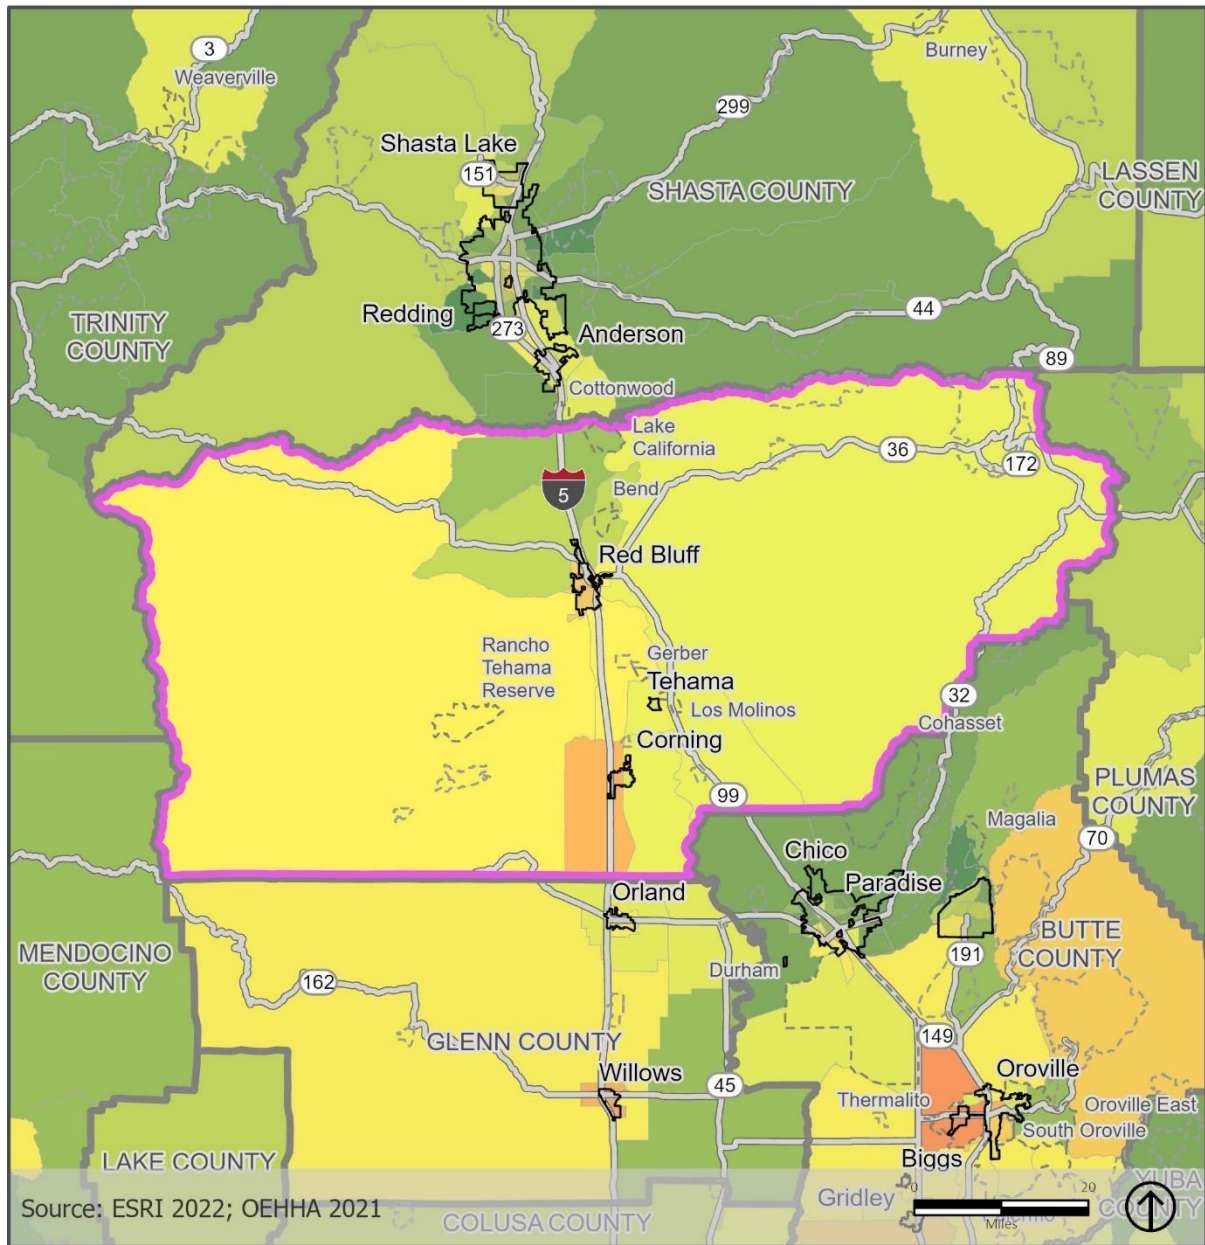 3
Weaverville
Burney
299
Shasta Lake
151
SHASTA COUNTY
LASSEN
COUNTY
TRINITY
COUNTY
Redding
273
Anderson
44
89
Cottonwood
Lake
California
36
172
5
Bend
Red Bluff
Rancho
Tehama
Reserve
Gerber
Tehama
Los Molinos
32
Cohasset
Corning
99
PLUMAS
COUNTY
Magalia
70
Chico
Paradise
Orland
MENDOCINO
COUNTY
BUTTE
COUNTY
191
Durham
162
GLENN COUNTY
149
Willows
45
Oroville
Thermalito
Oroville East
South Oroville
Biggs
LAKE COUNTY
YUBA
COUNTY
Gridley
0
20
Miles
Source: ESRI 2022; OEHHA 2021
COLUSA COUNTY